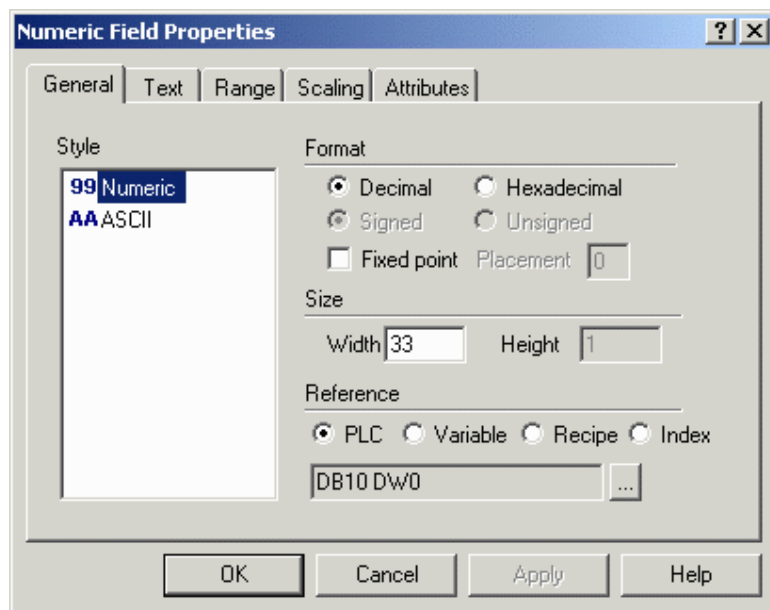 Numeric Field Properties
General Text Range Scaling Attributes
Style
99 Numeric
AA ASCII
Format
Decimal Hexadecimal
Signed Unsigned
Fixed point Placement 0
Size
Width 33 Height 1
Reference
PLC Variable Recipe Index
DB10 DW0 ...
OK Cancel Apply Help